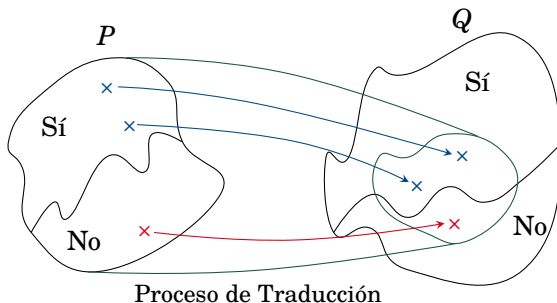 P
Q
Sí
Sí
No
No
Proceso de Traducción